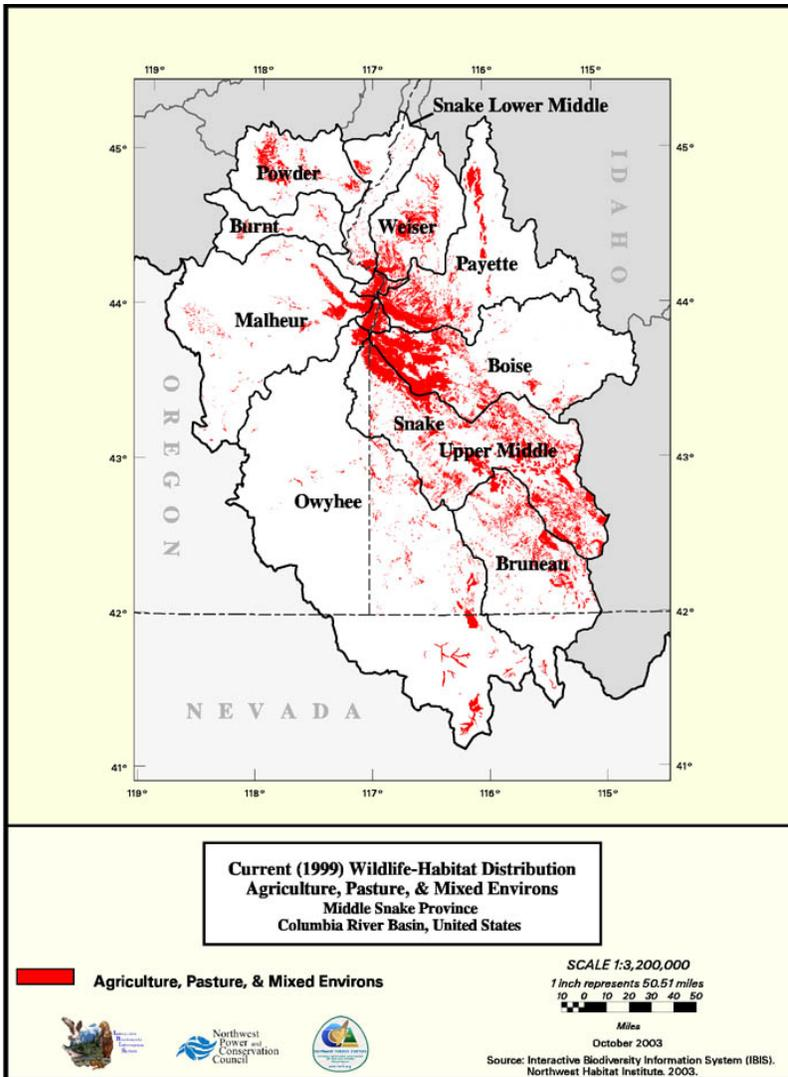 119°
118°
117°
116°
115°
Snake Lower Middle
45°
45°
IDAHO
Powder
Burnt
Weiser
Payette
44°
44°
Malheur
Boise
OREGON
Snake
Upper Middle
43°
43°
Owyhee
Bruneau
42°
42°
NEVADA
41°
41°
119°
118°
117°
116°
115°
Current (1999) Wildlife-Habitat Distribution
Agriculture, Pasture, & Mixed Environs
Middle Snake Province
Columbia River Basin, United States
Agriculture, Pasture, & Mixed Environs
SCALE 1:3,200,000
1 inch represents 50.51 miles
10 0 10 20 30 40 50
Miles
October 2003
Northwest
Power and
Conservation
Council
Source: Interactive Biodiversity Information System (IBIS).
Northwest Habitat Institute. 2003.